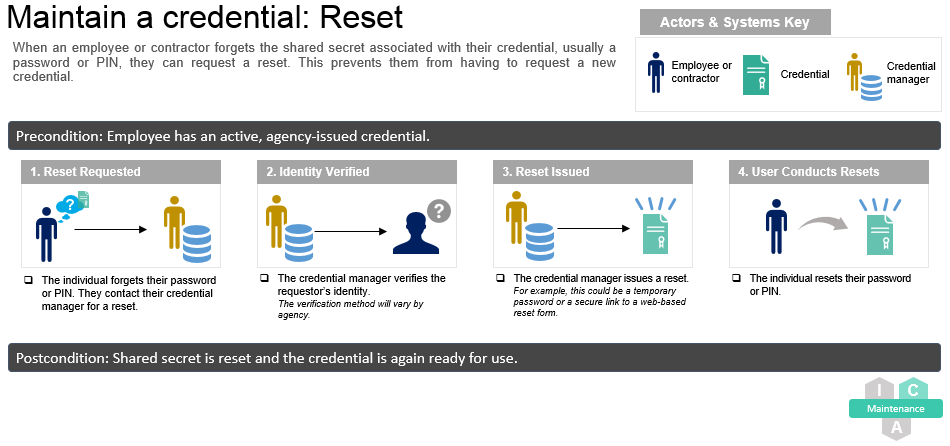 Maintain a credential: Reset
When an employee or contractor forgets the shared secret associated with their credential, usually a
password or PIN, they can request a reset. This prevents them from having to request a new
credential.
Actors & Systems Key
Employee or
contractor
Credential
Credential
manager
Precondition: Employee has an active, agency-issued credential.
1. Reset Requested
?
The individual forgets their password
or PIN. They contact their credential
manager for a reset.
2. Identity Verified
?
The credential manager verifies the
requestor's identity.
The verification method will vary by
agency.
3. Reset Issued
The credential manager issues a reset.
For example, this could be a temporary
password or a secure link to a web-based
reset form.
4. User Conducts Resets
The individual resets their password
or PIN.
Postcondition: Shared secret is reset and the credential is again ready for use.
I C
Maintenance
A